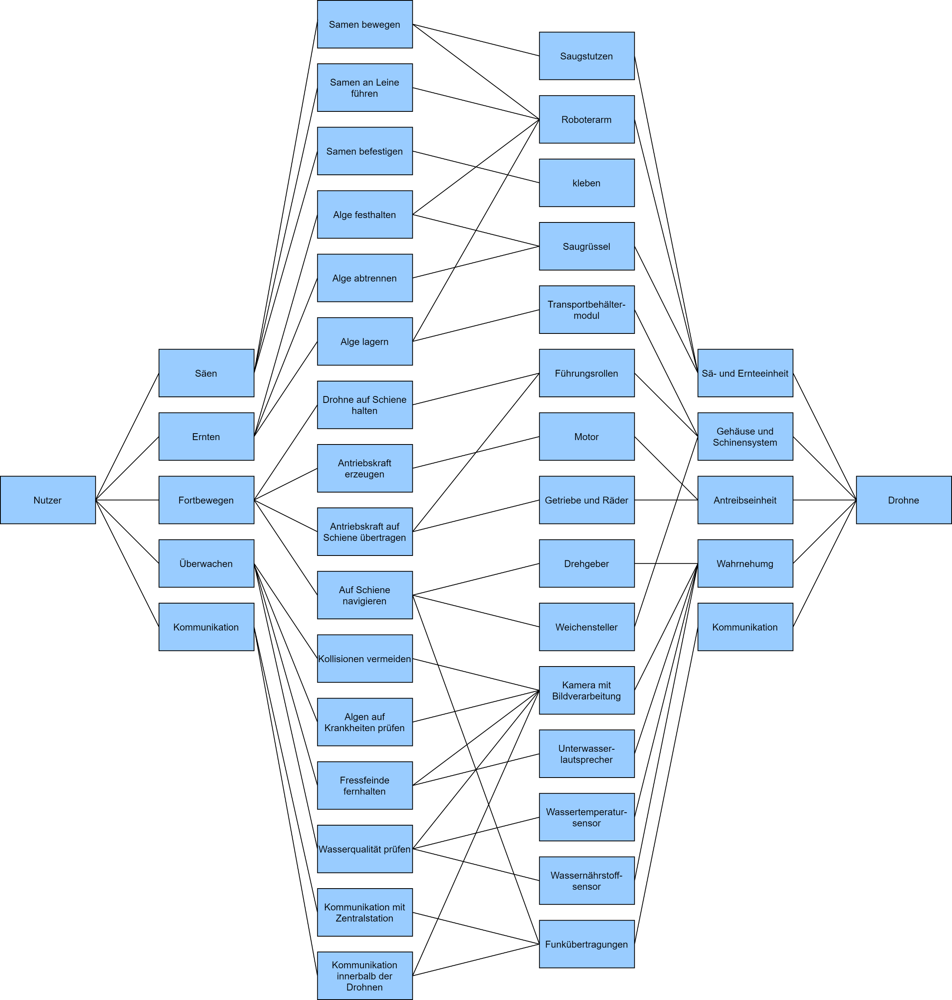 Nutzer
Säen
Ernten
Fortbewegen
Überwachen
Kommunikation
Samen bewegen
Samen an Leine
führen
Samen befestigen
Alge festhalten
Alge abtrennen
Alge lagern
Drohne auf Schiene
halten
Antriebskraft
erzeugen
Antriebskraft auf
Schiene übertragen
Auf Schiene
navigieren
Kollisionen vermeiden
Algen auf
Krankheiten prüfen
Fressfeinde
fernhalten
Wasserqualität prüfen
Kommunikation mit
Zentralstation
Kommunikation
innerbalb der
Drohnen
Saugstutzen
Roboterarm
kleben
Saugrüssel
Transportbehälter-
modul
Führungsrollen
Motor
Getriebe und Räder
Drehgeber
Weichensteller
Kamera mit
Bildverarbeitung
Unterwasser-
lautsprecher
Wassertemperatur-
sensor
Wassernährstoff-
sensor
Funkübertragungen
Sä- und Ernteeinheit
Gehäuse und
Schinensystem
Antreibseinheit
Wahrnehumg
Kommunikation
Drohne